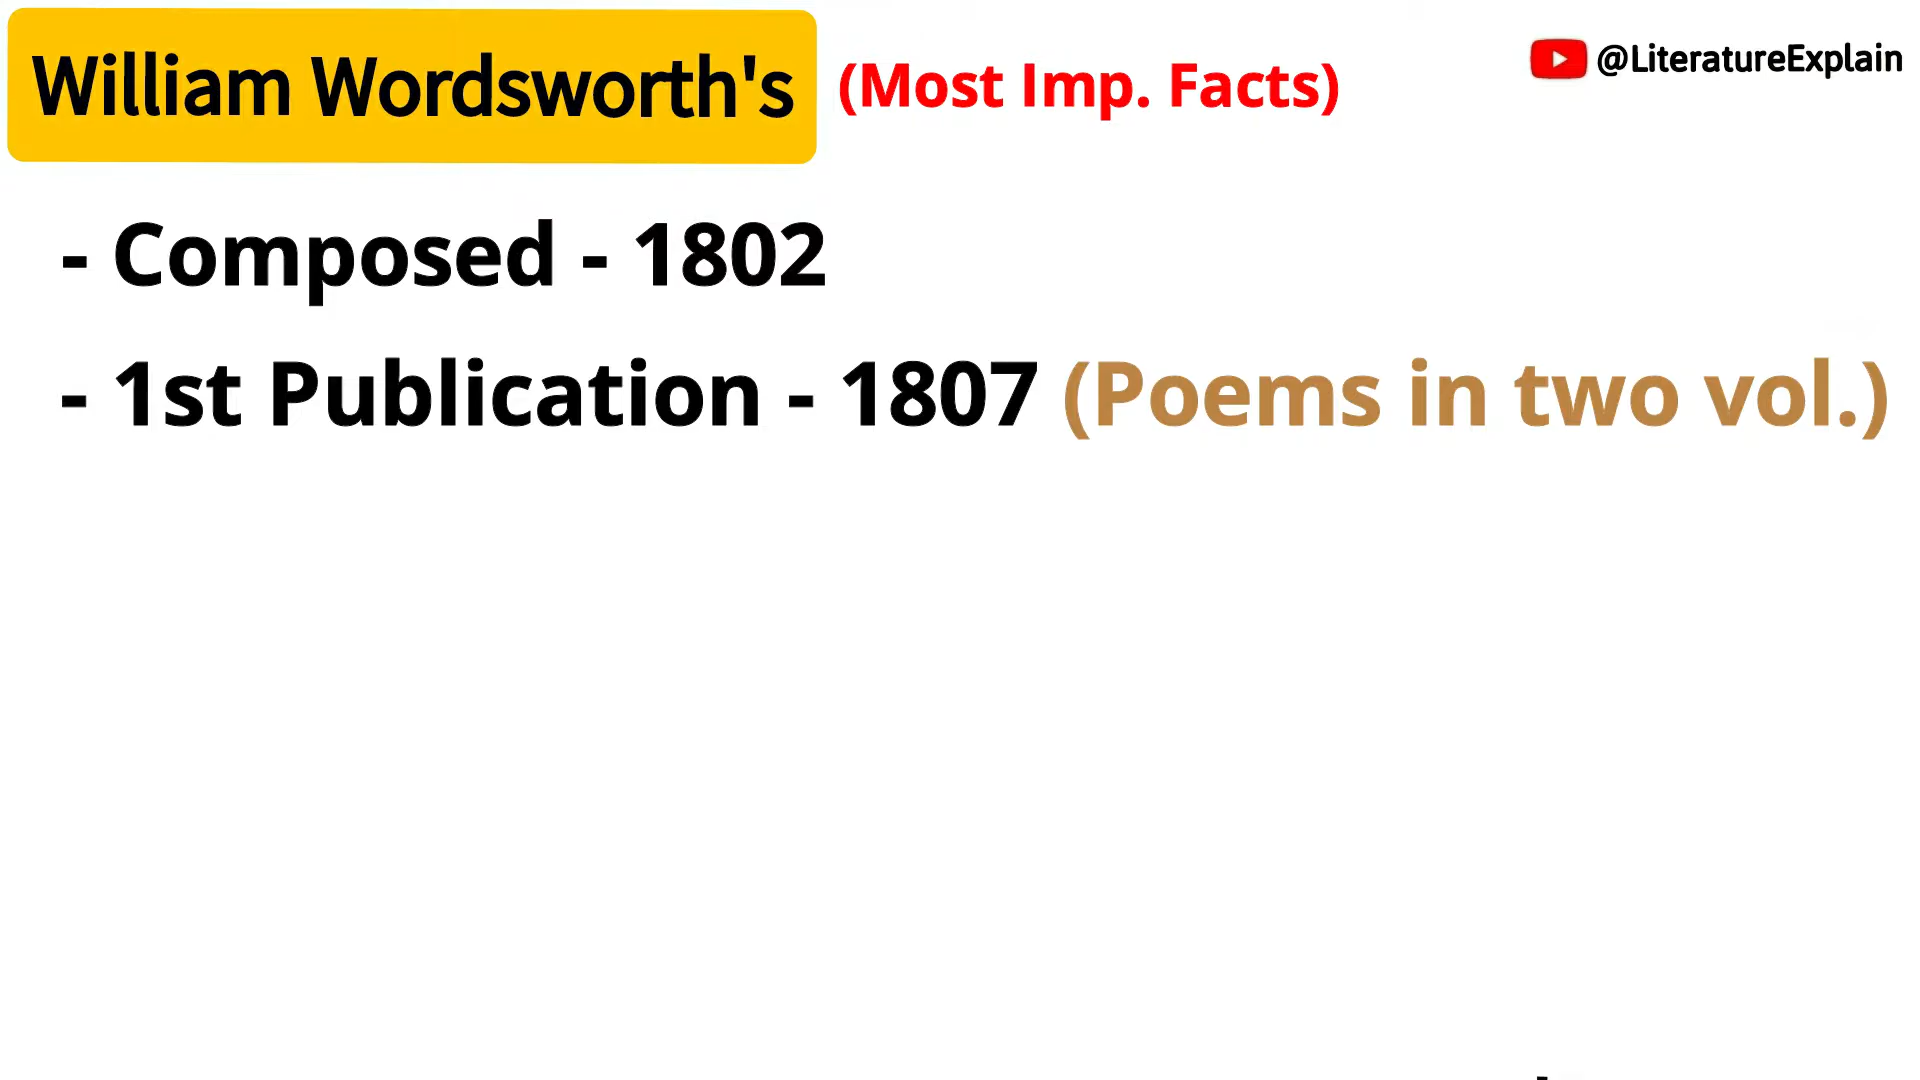 William Wordsworth's (Most Imp. Facts) @LiteratureExplain
- Composed - 1802
- 1st Publication - 1807 (Poems in two vol.)